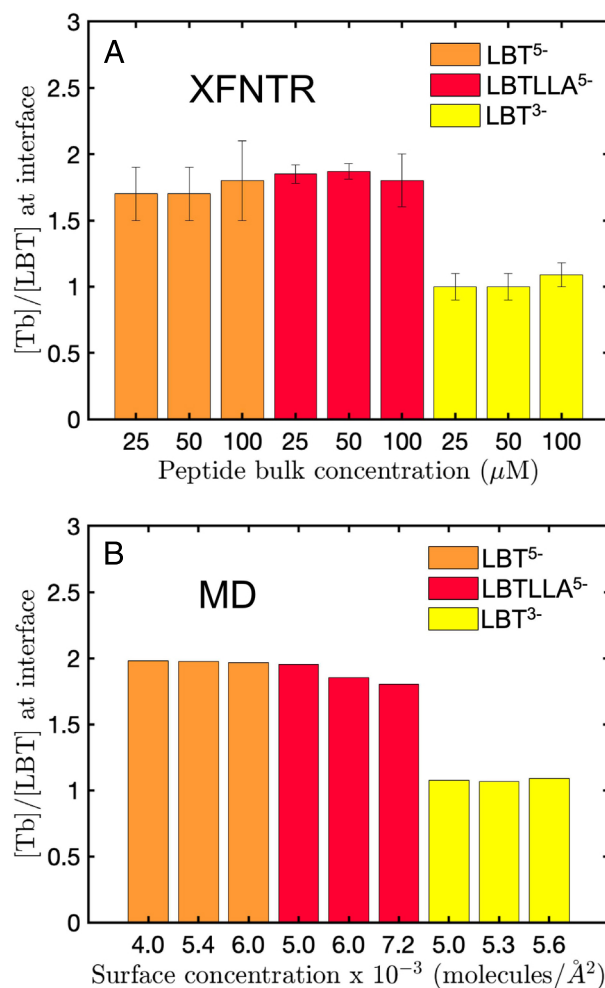 3
A
LBT⁵⁻
XFNTR
LBTLLA⁵⁻
2.5
LBT³⁻
2
1.5
1
0.5
0
[Tb]/[LBT] at interface
25 50 100 25 50 100 25 50 100
Peptide bulk concentration (μM)
3
B
LBT⁵⁻
MD
LBTLLA⁵⁻
2.5
LBT³⁻
2
1.5
1
0.5
0
[Tb]/[LBT] at interface
4.0 5.4 6.0 5.0 6.0 7.2 5.0 5.3 5.6
Surface concentration x 10⁻³ (molecules/Å²)